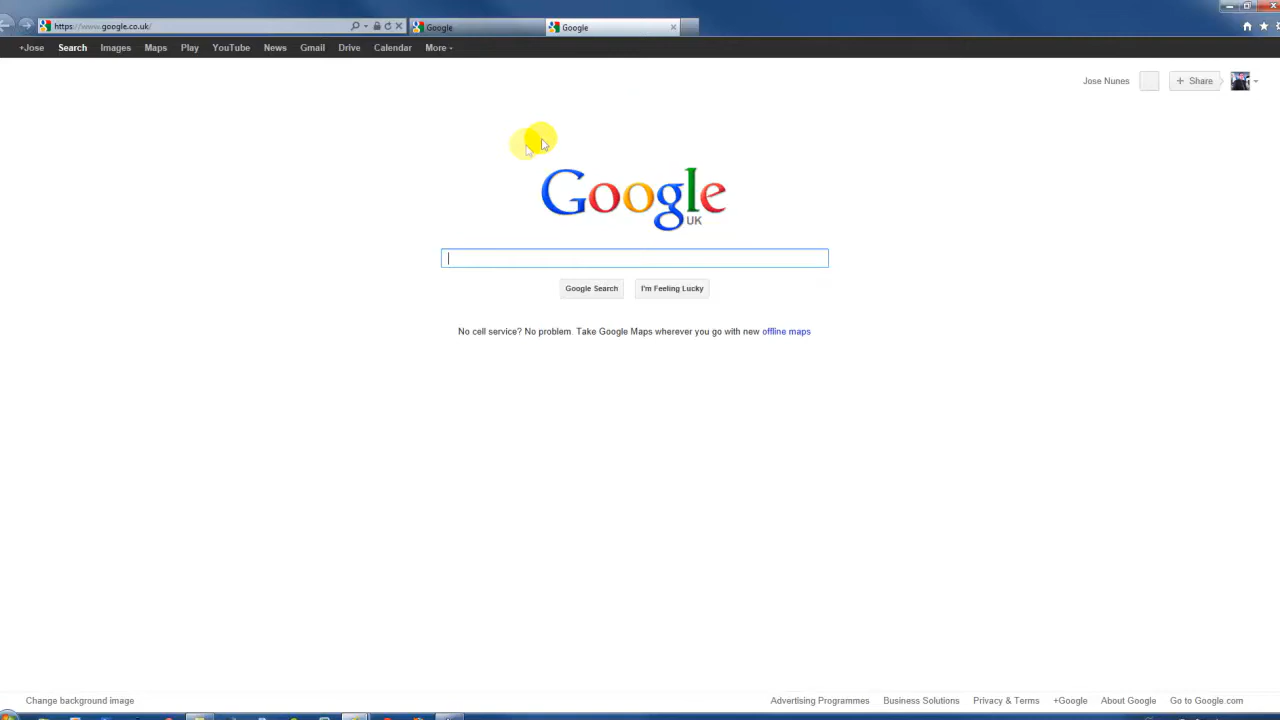 https://www.google.co.uk/
Google
Google
+Jose Search Images Maps Play YouTube News Gmail Drive Calendar More
Jose Nunes
+ Share
Google
UK
Google Search
I'm Feeling Lucky
No cell service? No problem. Take Google Maps wherever you go with new offline maps
Change background image
Advertising Programmes Business Solutions Privacy & Terms +Google About Google Go to Google.com